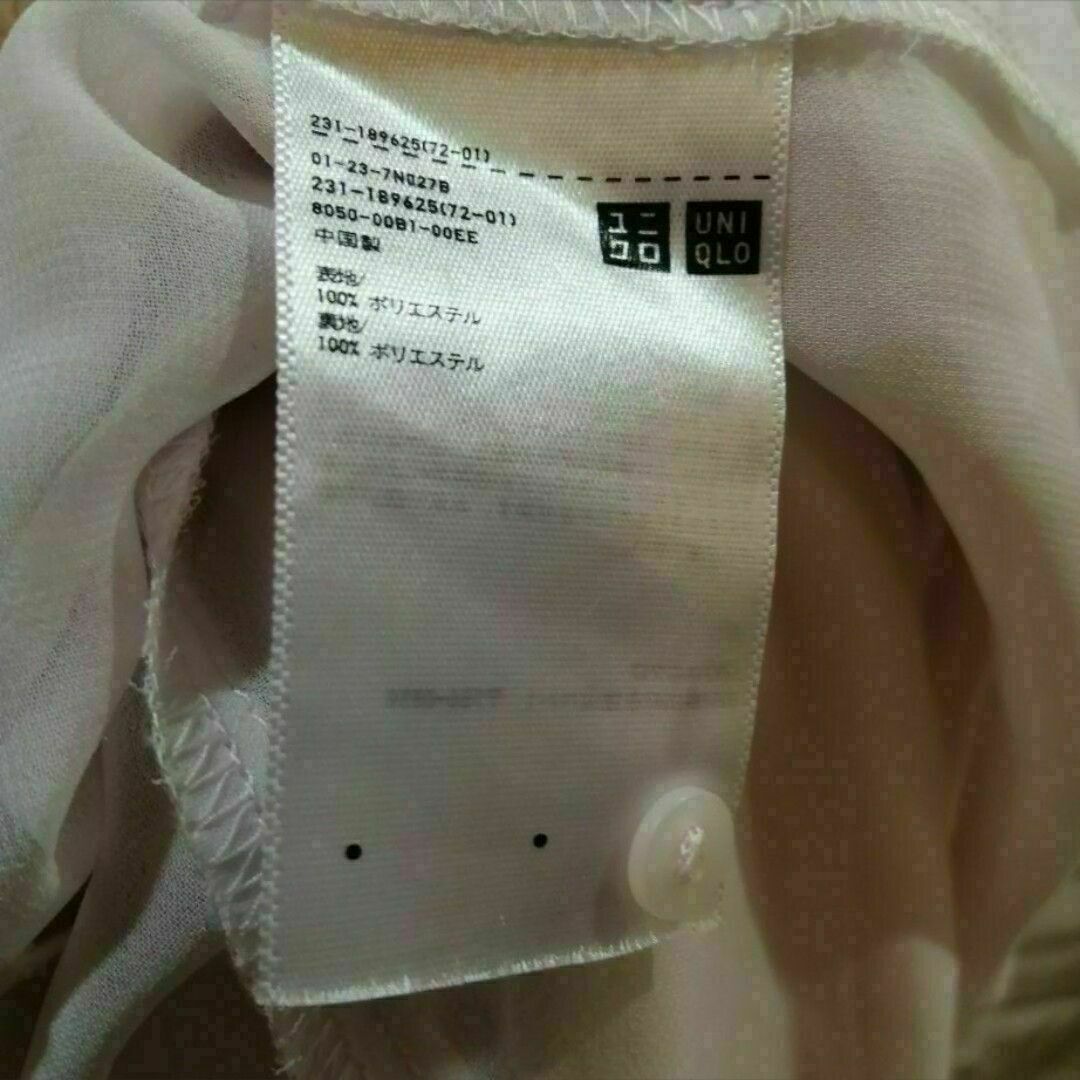 231-189625(72-01)
01-23-7N027B
231-189625(72-01)
8050-00B1-00EE
中国製
ユニ
クロ
UNI
QLO
表地/
100% ポリエステル
裏地/
100% ポリエステル